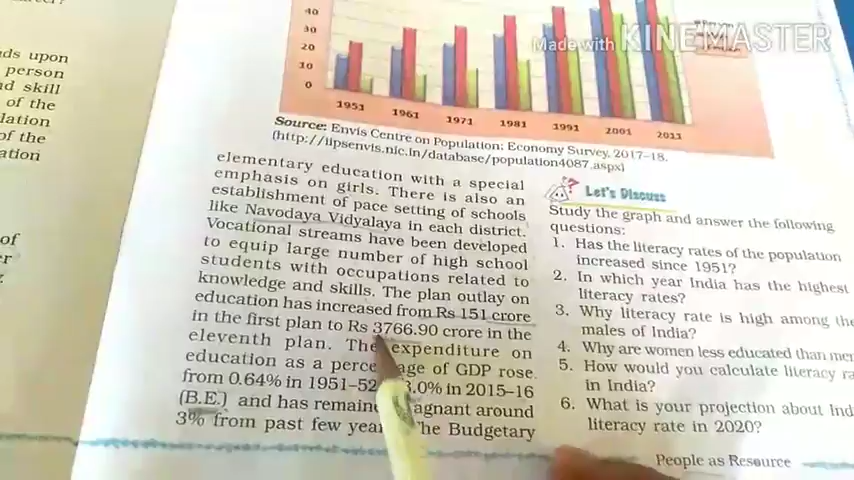 Made with KINEMASTER
ds upon
person
d skill
of the
lation
of the
ation
of
er
40
30
20
10
0
1951 1961 1971 1981 1991 2001 2011
Source: Envis Centre on Population: Economy Survey, 2017–18.
(http://iipsenvis.nic.in/database/population4087.aspx)
elementary education with a special
emphasis on girls. There is also an
establishment of pace setting of schools
like Navodaya Vidyalaya in each district.
Vocational streams have been developed
to equip large number of high school
students with occupations related to
knowledge and skills. The plan outlay on
education has increased from Rs 151 crore
in the first plan to Rs 3766.90 crore in the
eleventh plan. The expenditure on
education as a perce age of GDP rose
from 0.64% in 1951–52 3.0% in 2015–16
(B.E.) and has remain agnant around
3% from past few yea he Budgetary
Let's Discuss
Study the graph and answer the following
questions:
1. Has the literacy rates of the population
increased since 1951?
2. In which year India has the highest
literacy rates?
3. Why literacy rate is high among the
males of India?
4. Why are women less educated than mer
5. How would you calculate literacy ra
in India?
6. What is your projection about Ind
literacy rate in 2020?
People as Resource